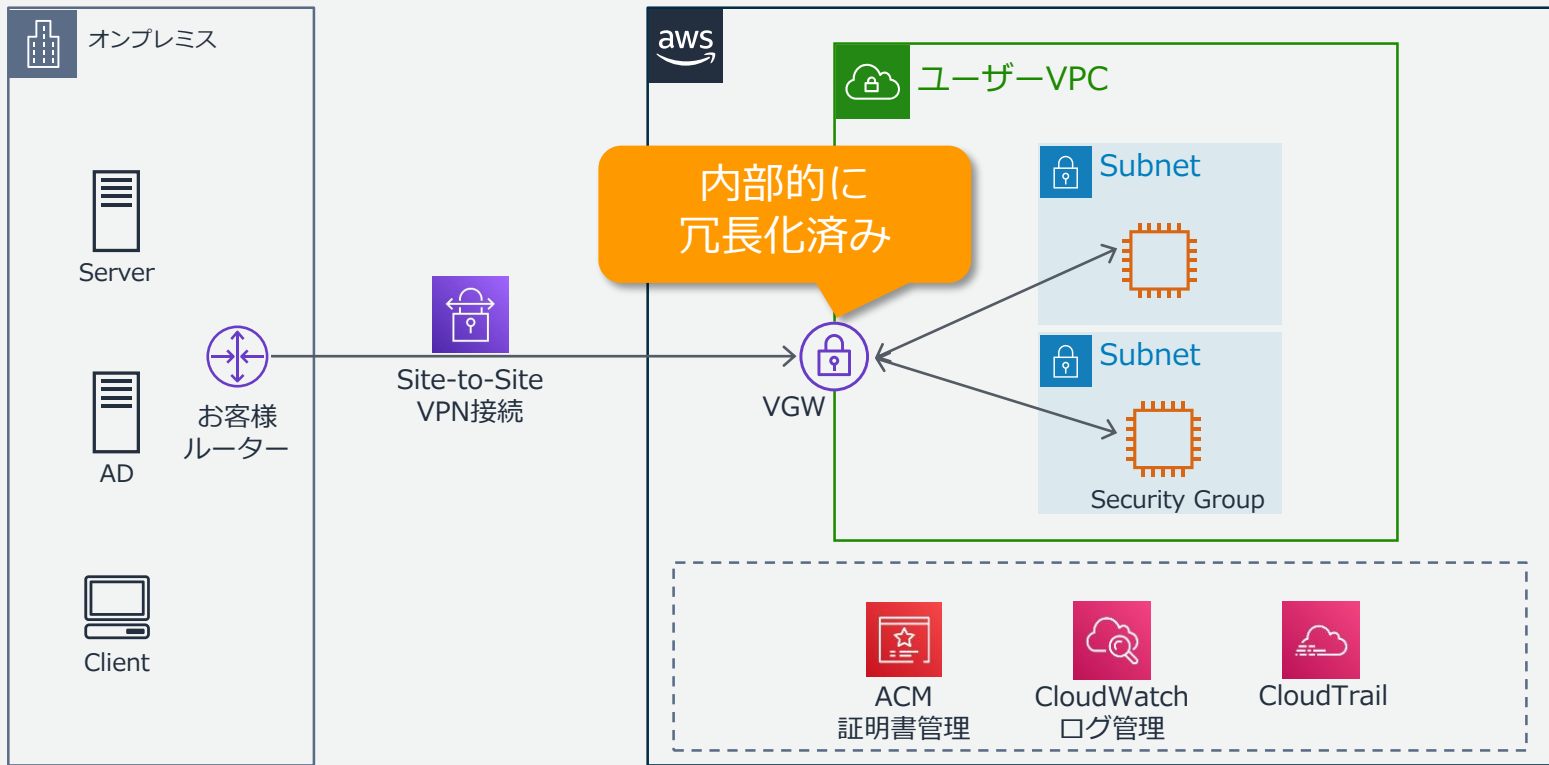 オンプレミス
aws
ユーザーVPC
内部的に
冗長化済み
Subnet
Server
Subnet
Site-to-Site
VPN接続
VGW
お客様
ルーター
AD
Security Group
Client
ACM
証明書管理
CloudWatch
ログ管理
CloudTrail